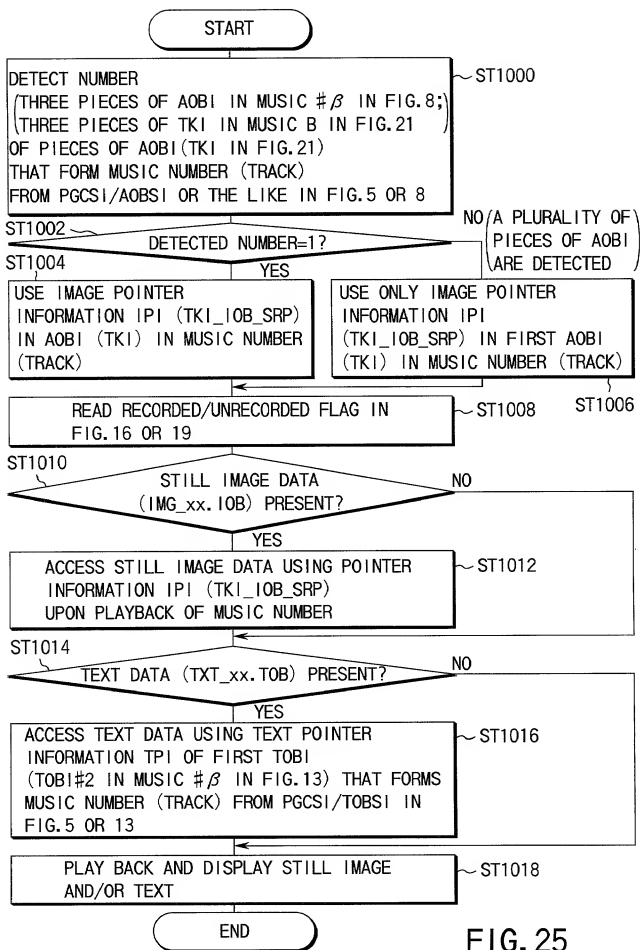 START
DETECT NUMBER
(THREE PIECES OF AOBI IN MUSIC #β IN FIG.8;
THREE PIECES OF TKI IN MUSIC B IN FIG.21)
OF PIECES OF AOBI(TKI IN FIG.21)
THAT FORM MUSIC NUMBER (TRACK)
FROM PGCSI/AOBSI OR THE LIKE IN FIG.5 OR 8
ST1000
ST1002
DETECTED NUMBER=1?
NO (A PLURALITY OF
PIECES OF AOBI
ARE DETECTED)
YES
ST1004
USE IMAGE POINTER
INFORMATION IPI (TKI_IOB_SRP)
IN AOBI (TKI) IN MUSIC NUMBER
(TRACK)
USE ONLY IMAGE POINTER
INFORMATION IPI
(TKI_IOB_SRP) IN FIRST AOBI
(TKI) IN MUSIC NUMBER (TRACK)
ST1006
READ RECORDED/UNRECORDED FLAG IN
FIG.16 OR 19
ST1008
ST1010
STILL IMAGE DATA
(IMG_xx.IOB) PRESENT?
NO
YES
ACCESS STILL IMAGE DATA USING POINTER
INFORMATION IPI (TKI_IOB_SRP)
UPON PLAYBACK OF MUSIC NUMBER
ST1012
ST1014
TEXT DATA (TXT_xx.TOB) PRESENT?
NO
YES
ACCESS TEXT DATA USING TEXT POINTER
INFORMATION TPI OF FIRST TOBI
(TOBI#2 IN MUSIC #β IN FIG.13) THAT FORMS
MUSIC NUMBER (TRACK) FROM PGCSI/TOBSI IN
FIG.5 OR 13
ST1016
PLAY BACK AND DISPLAY STILL IMAGE
AND/OR TEXT
ST1018
END
FIG.25